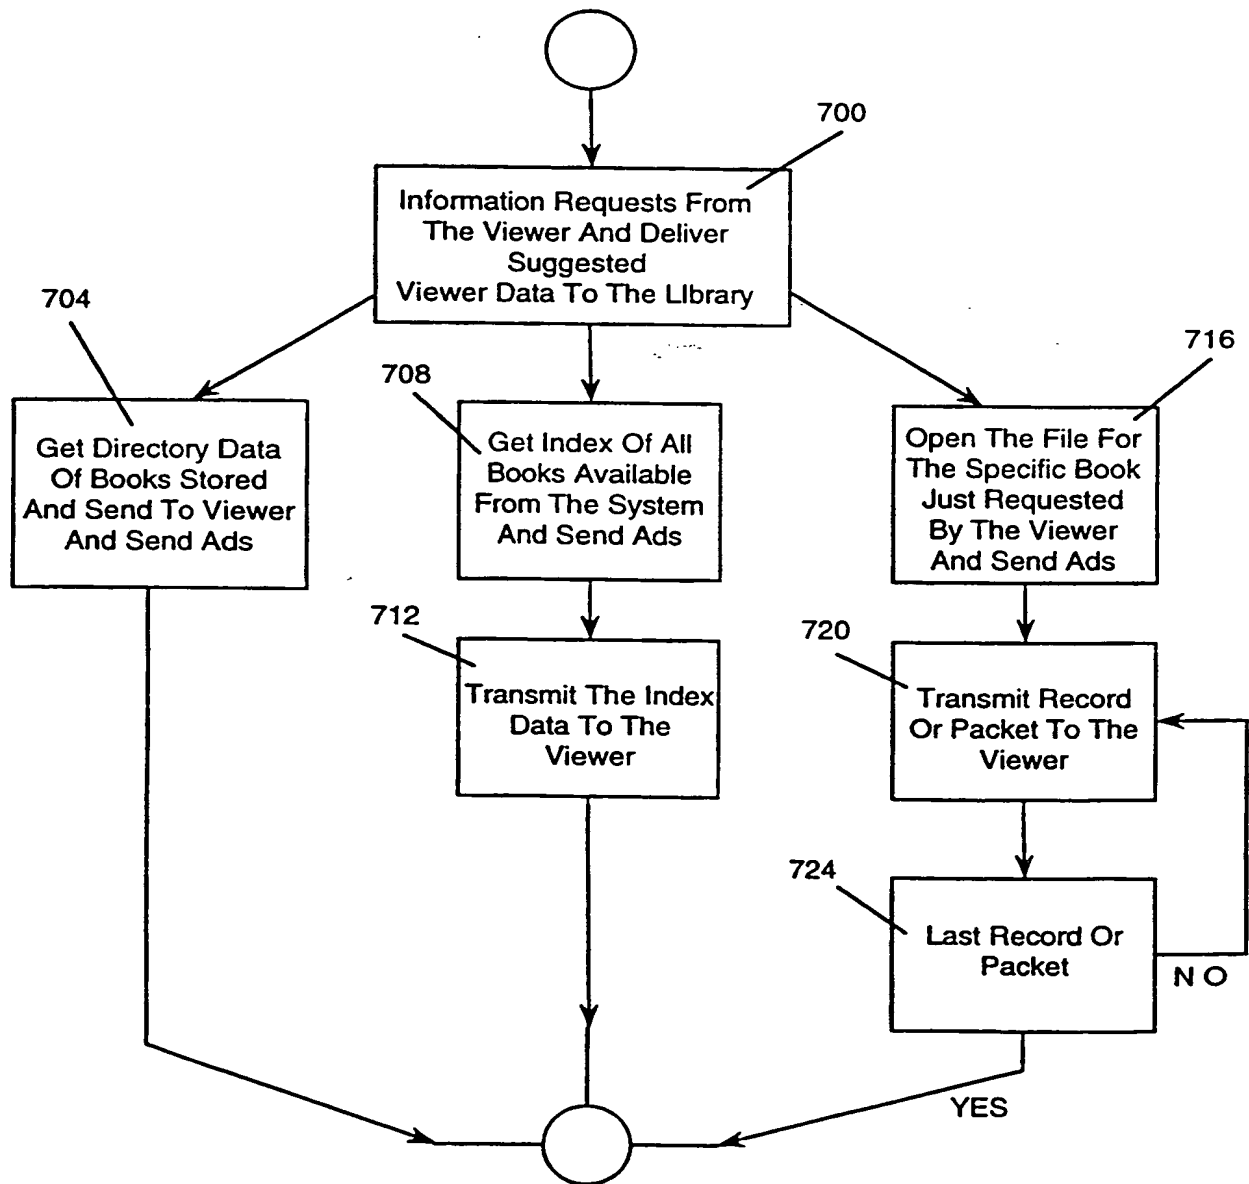 700
Information Requests From
The Viewer And Deliver
Suggested
Viewer Data To The LIbrary
704
Get Directory Data
Of Books Stored
And Send To Viewer
And Send Ads
708
Get Index Of All
Books Available
From The System
And Send Ads
716
Open The File For
The Specific Book
Just Requested
By The Viewer
And Send Ads
712
Transmit The Index
Data To The
Viewer
720
Transmit Record
Or Packet To The
Viewer
724
Last Record Or
Packet
N O
YES